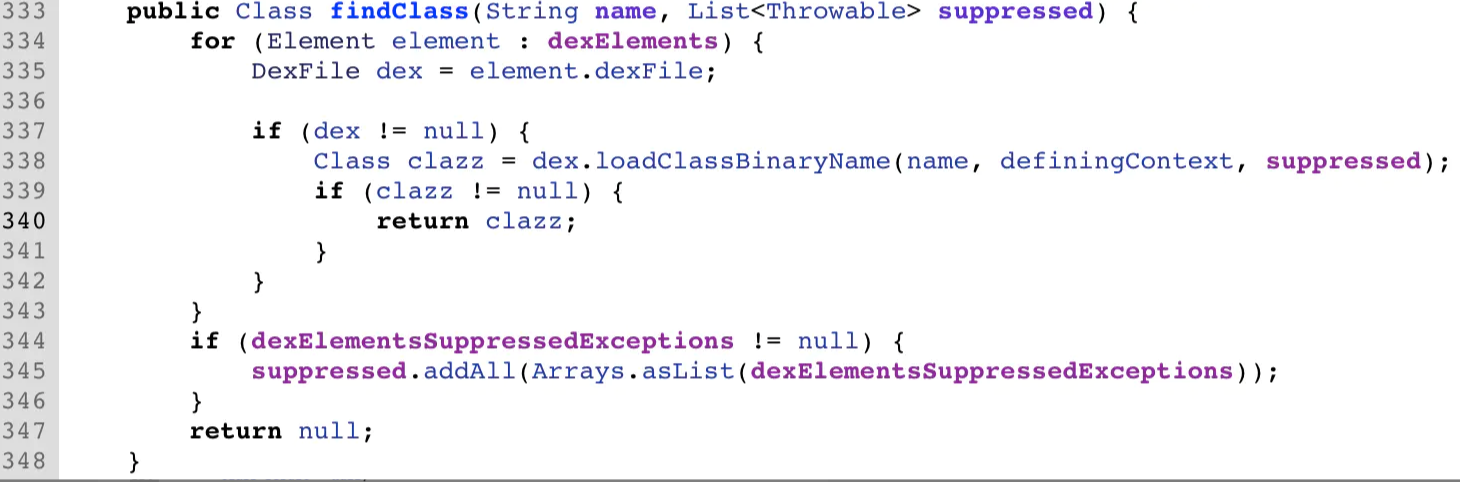 333 public Class findClass(String name, List<Throwable> suppressed) {
334 for (Element element : dexElements) {
335 DexFile dex = element.dexFile;
336
337 if (dex != null) {
338 Class clazz = dex.loadClassBinaryName(name, definingContext, suppressed);
339 if (clazz != null) {
340 return clazz;
341 }
342 }
343 }
344 if (dexElementsSuppressedExceptions != null) {
345 suppressed.addAll(Arrays.asList(dexElementsSuppressedExceptions));
346 }
347 return null;
348 }